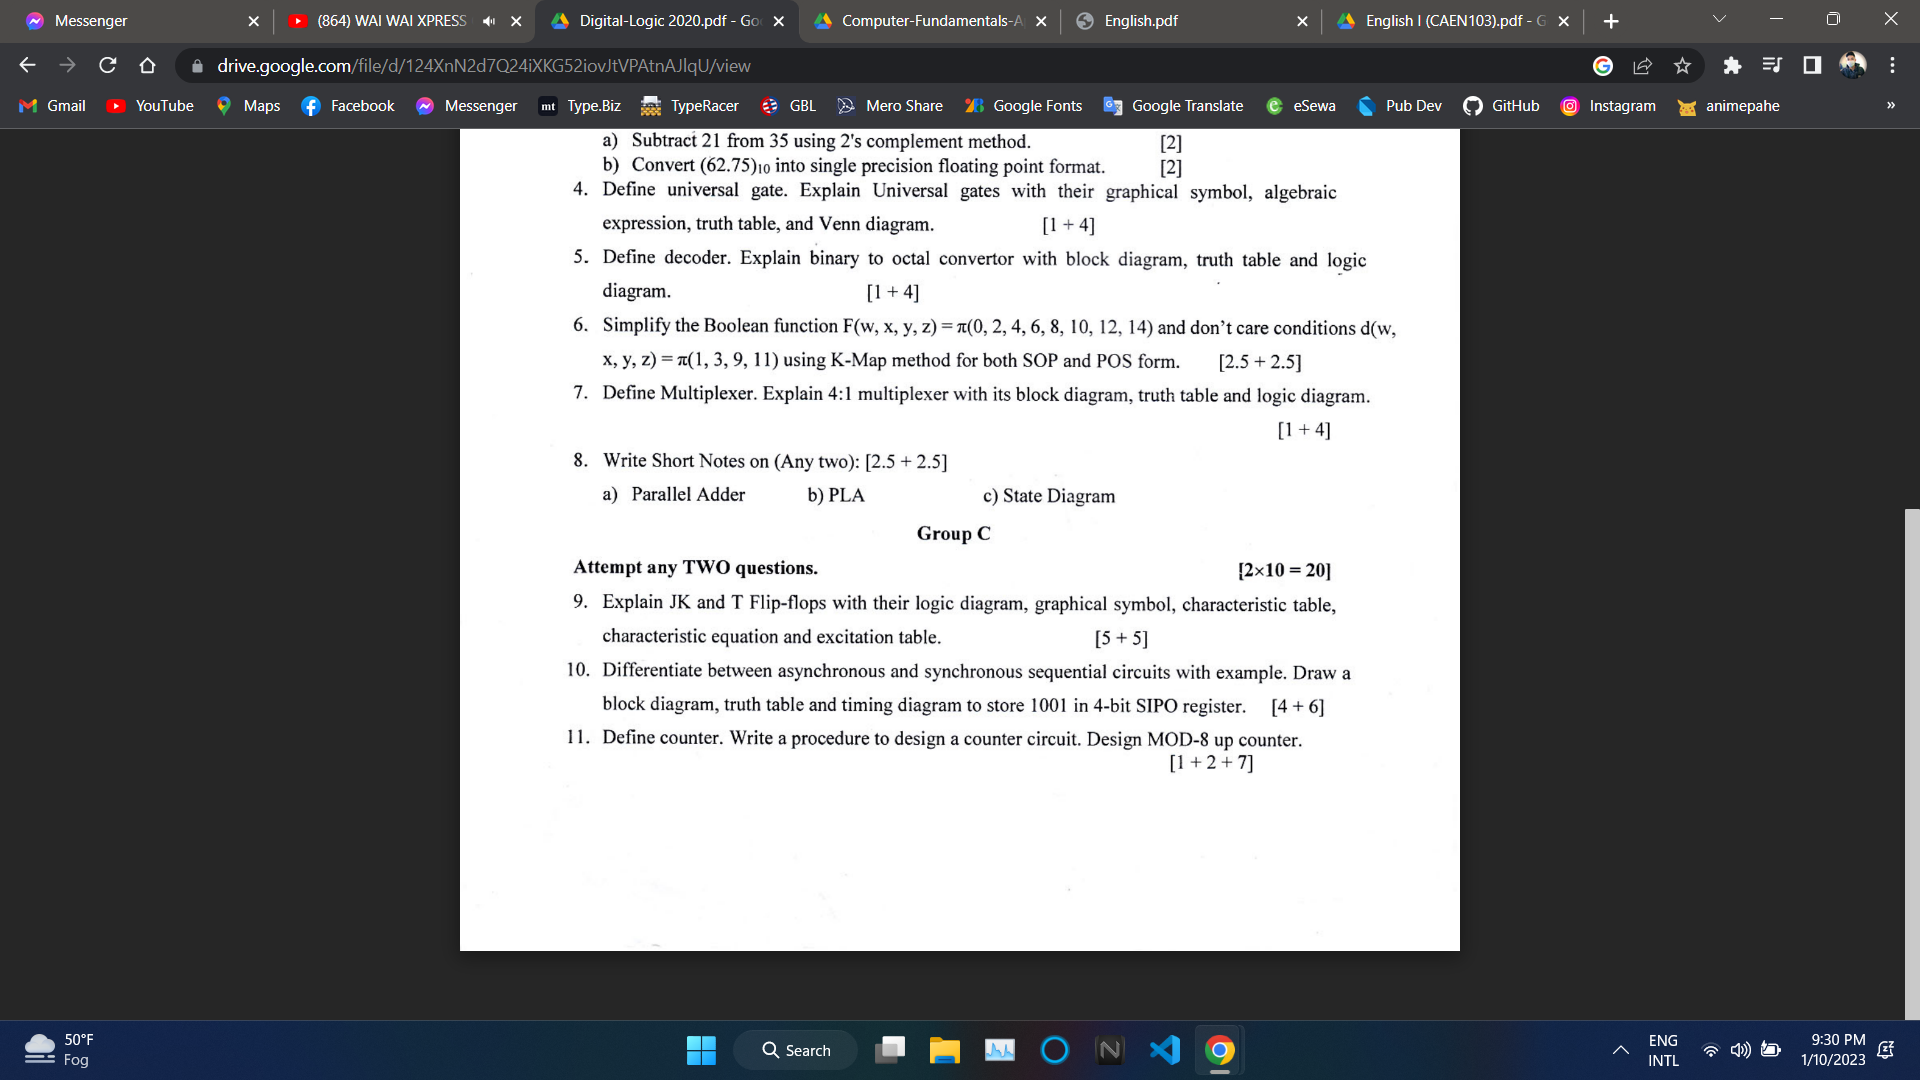 Messenger
(864) WAI WAI XPRESS
Digital-Logic 2020.pdf - Goo
Computer-Fundamentals-A
English.pdf
English I (CAEN103).pdf - G
drive.google.com/file/d/124XnN2d7Q24iXKG52iovJtVPAtnAJlqU/view
Gmail
YouTube
Maps
Facebook
Messenger
mt Type.Biz
TypeRacer
GBL
Mero Share
Google Fonts
Google Translate
eSewa
Pub Dev
GitHub
Instagram
animepahe
»
a) Subtract 21 from 35 using 2's complement method. [2]
b) Convert (62.75)10 into single precision floating point format. [2]
4. Define universal gate. Explain Universal gates with their graphical symbol, algebraic
expression, truth table, and Venn diagram. [1 + 4]
5. Define decoder. Explain binary to octal convertor with block diagram, truth table and logic
diagram. [1 + 4]
6. Simplify the Boolean function F(w, x, y, z) = π(0, 2, 4, 6, 8, 10, 12, 14) and don't care conditions d(w,
x, y, z) = π(1, 3, 9, 11) using K-Map method for both SOP and POS form. [2.5 + 2.5]
7. Define Multiplexer. Explain 4:1 multiplexer with its block diagram, truth table and logic diagram.
[1 + 4]
8. Write Short Notes on (Any two): [2.5 + 2.5]
a) Parallel Adder b) PLA c) State Diagram
Group C
Attempt any TWO questions. [2×10 = 20]
9. Explain JK and T Flip-flops with their logic diagram, graphical symbol, characteristic table,
characteristic equation and excitation table. [5 + 5]
10. Differentiate between asynchronous and synchronous sequential circuits with example. Draw a
block diagram, truth table and timing diagram to store 1001 in 4-bit SIPO register. [4 + 6]
11. Define counter. Write a procedure to design a counter circuit. Design MOD-8 up counter.
[1 + 2 + 7]
50°F
Fog
Search
ENG
INTL
9:30 PM
1/10/2023